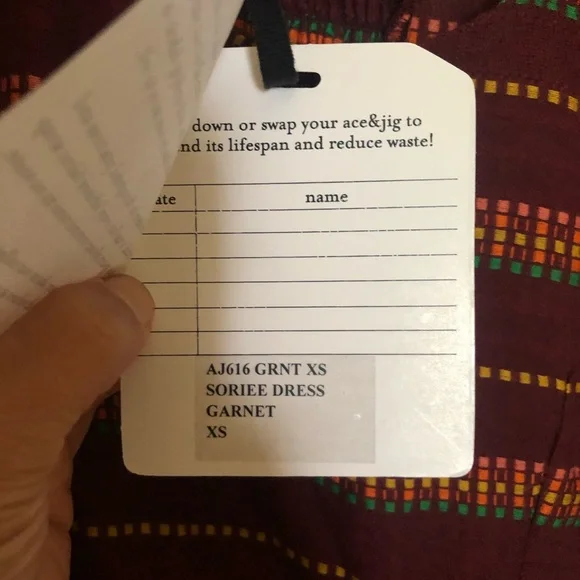 down or swap your ace&jig to
nd its lifespan and reduce waste!
ate name
AJ616 GRNT XS
SORIEE DRESS
GARNET
XS